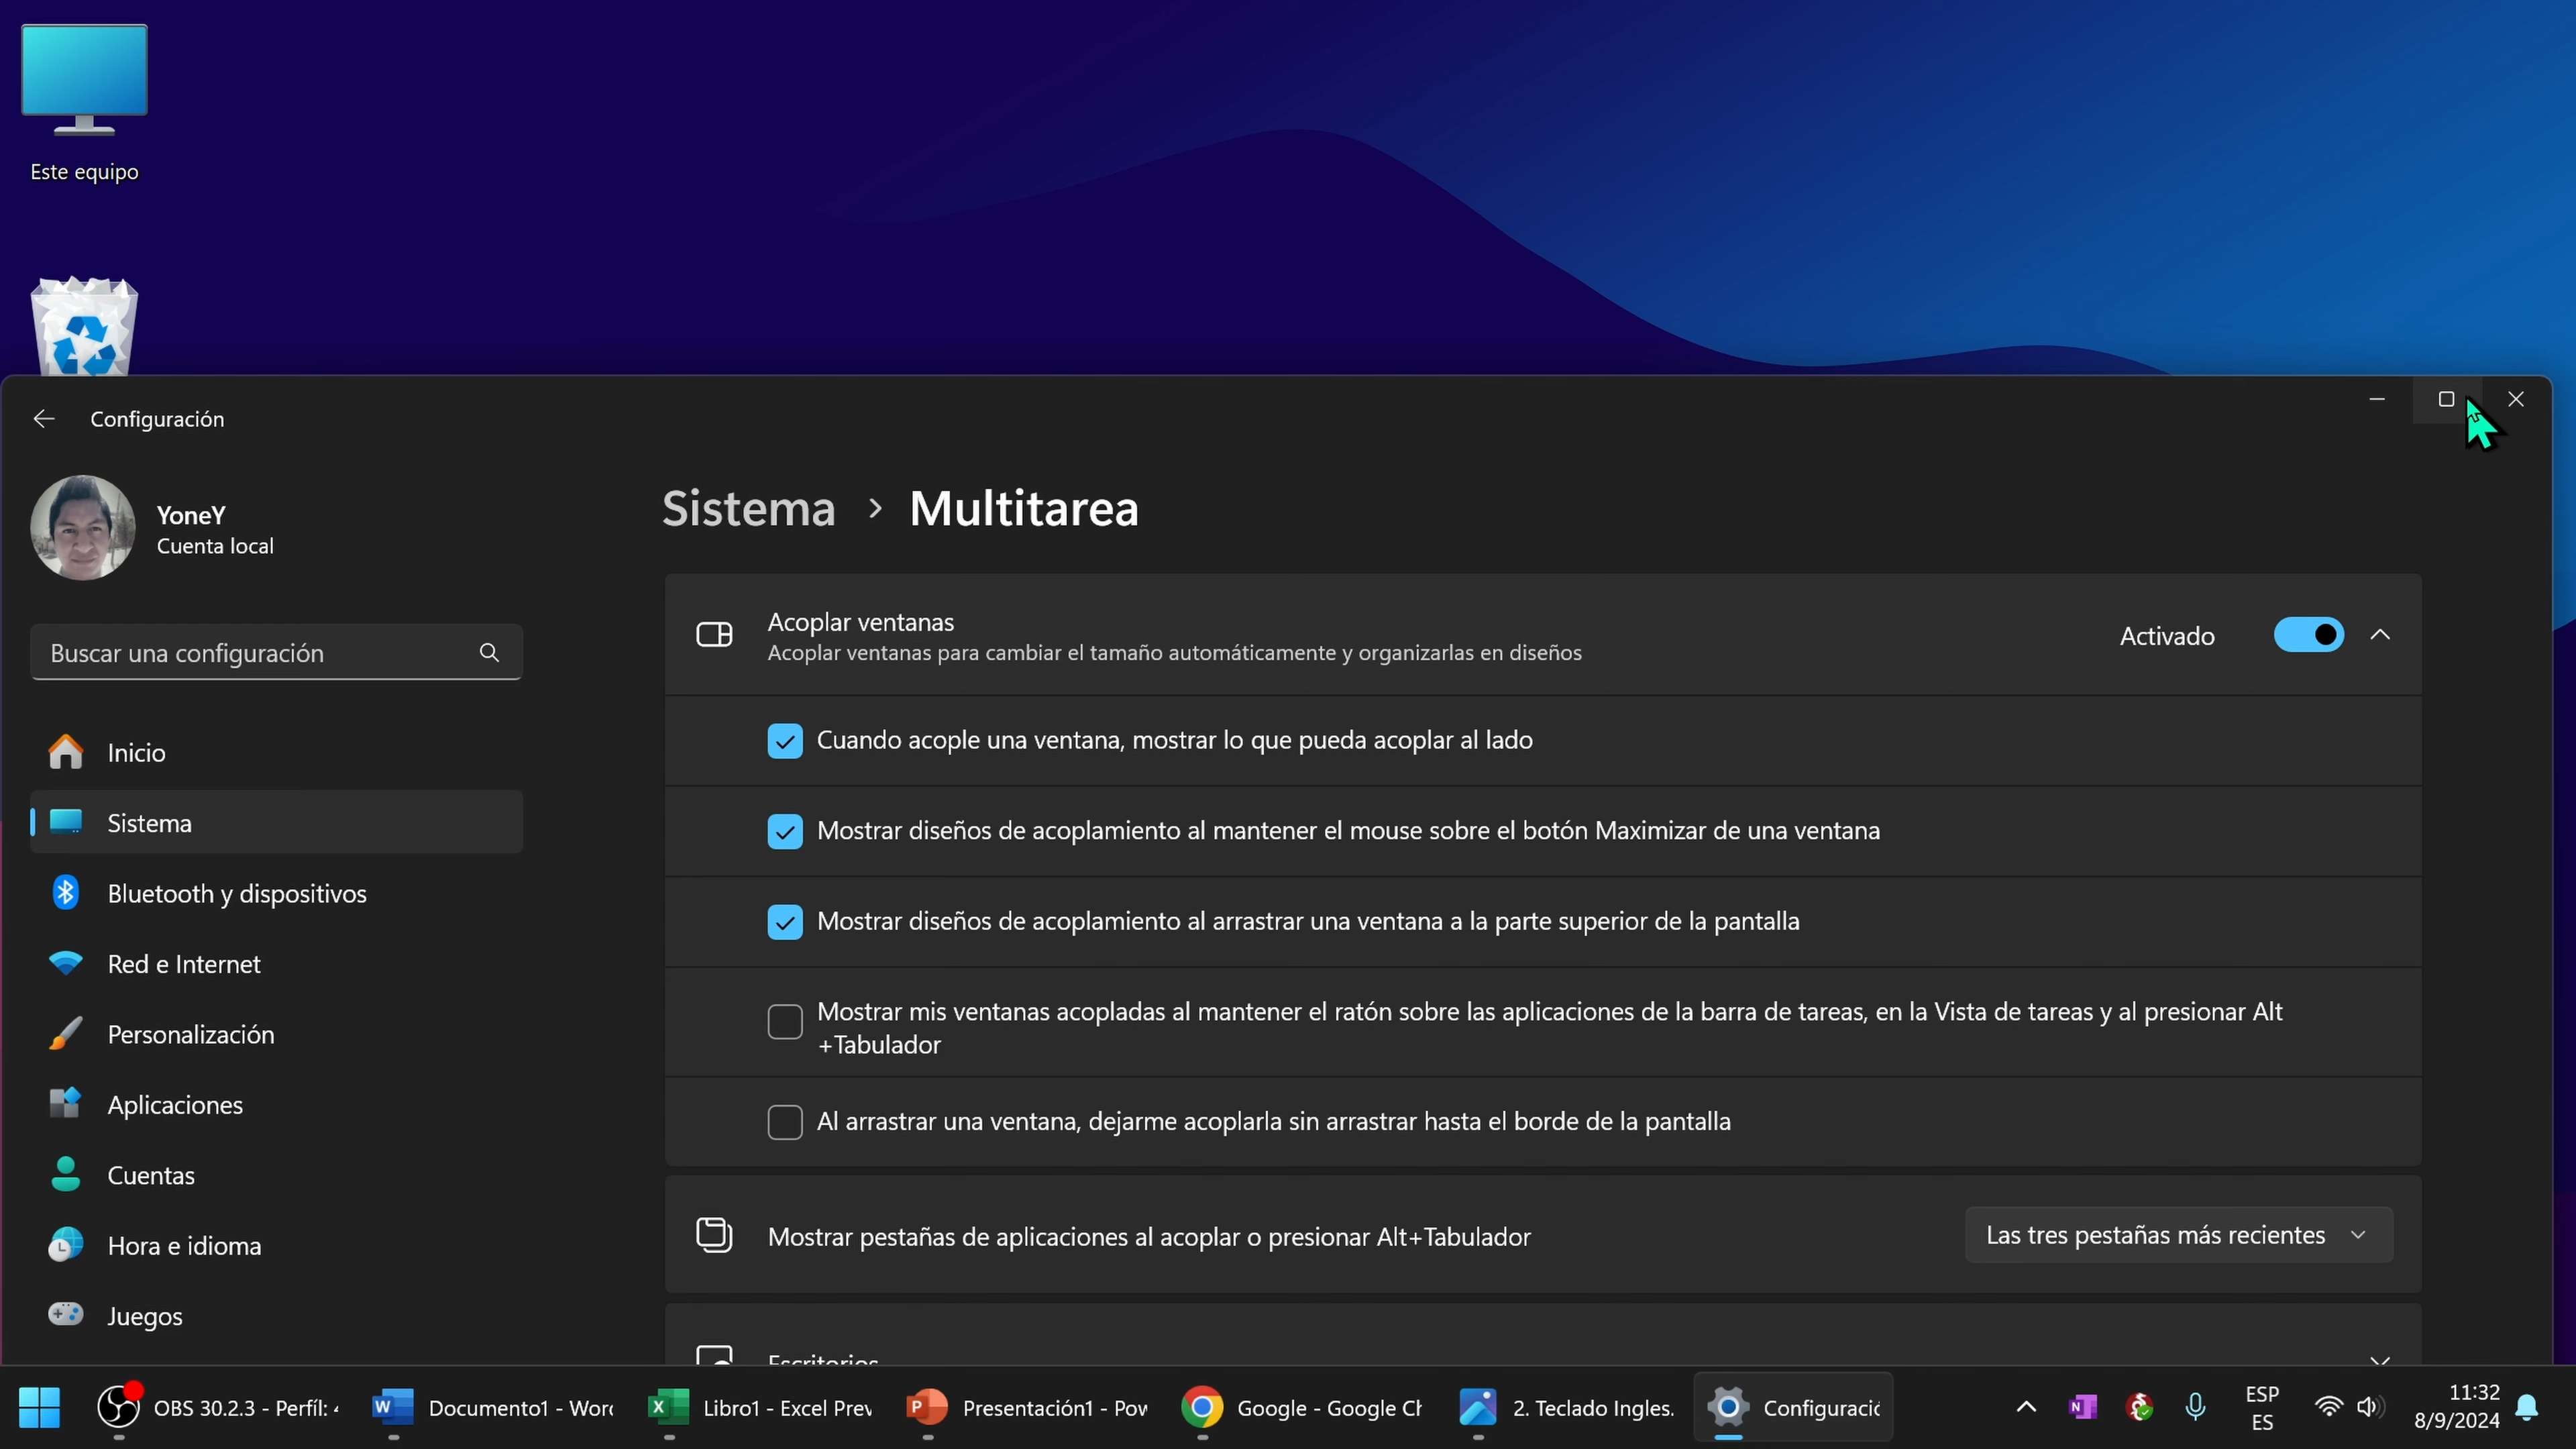 Este equipo
Configuración
YoneY
Cuenta local
Buscar una configuración
Inicio
Sistema
Bluetooth y dispositivos
Red e Internet
Personalización
Aplicaciones
Cuentas
Hora e idioma
Juegos
Sistema > Multitarea
Acoplar ventanas
Acoplar ventanas para cambiar el tamaño automáticamente y organizarlas en diseños
Activado
Cuando acople una ventana, mostrar lo que pueda acoplar al lado
Mostrar diseños de acoplamiento al mantener el mouse sobre el botón Maximizar de una ventana
Mostrar diseños de acoplamiento al arrastrar una ventana a la parte superior de la pantalla
Mostrar mis ventanas acopladas al mantener el ratón sobre las aplicaciones de la barra de tareas, en la Vista de tareas y al presionar Alt
+Tabulador
Al arrastrar una ventana, dejarme acoplarla sin arrastrar hasta el borde de la pantalla
Mostrar pestañas de aplicaciones al acoplar o presionar Alt+Tabulador
Las tres pestañas más recientes
Escritorios
OBS 30.2.3 - Perfil:
Documento1 - Word
Libro1 - Excel Prev
Presentación1 - Pow
Google - Google Ch
2. Teclado Ingles.
Configuració
ESP
ES
11:32
8/9/2024